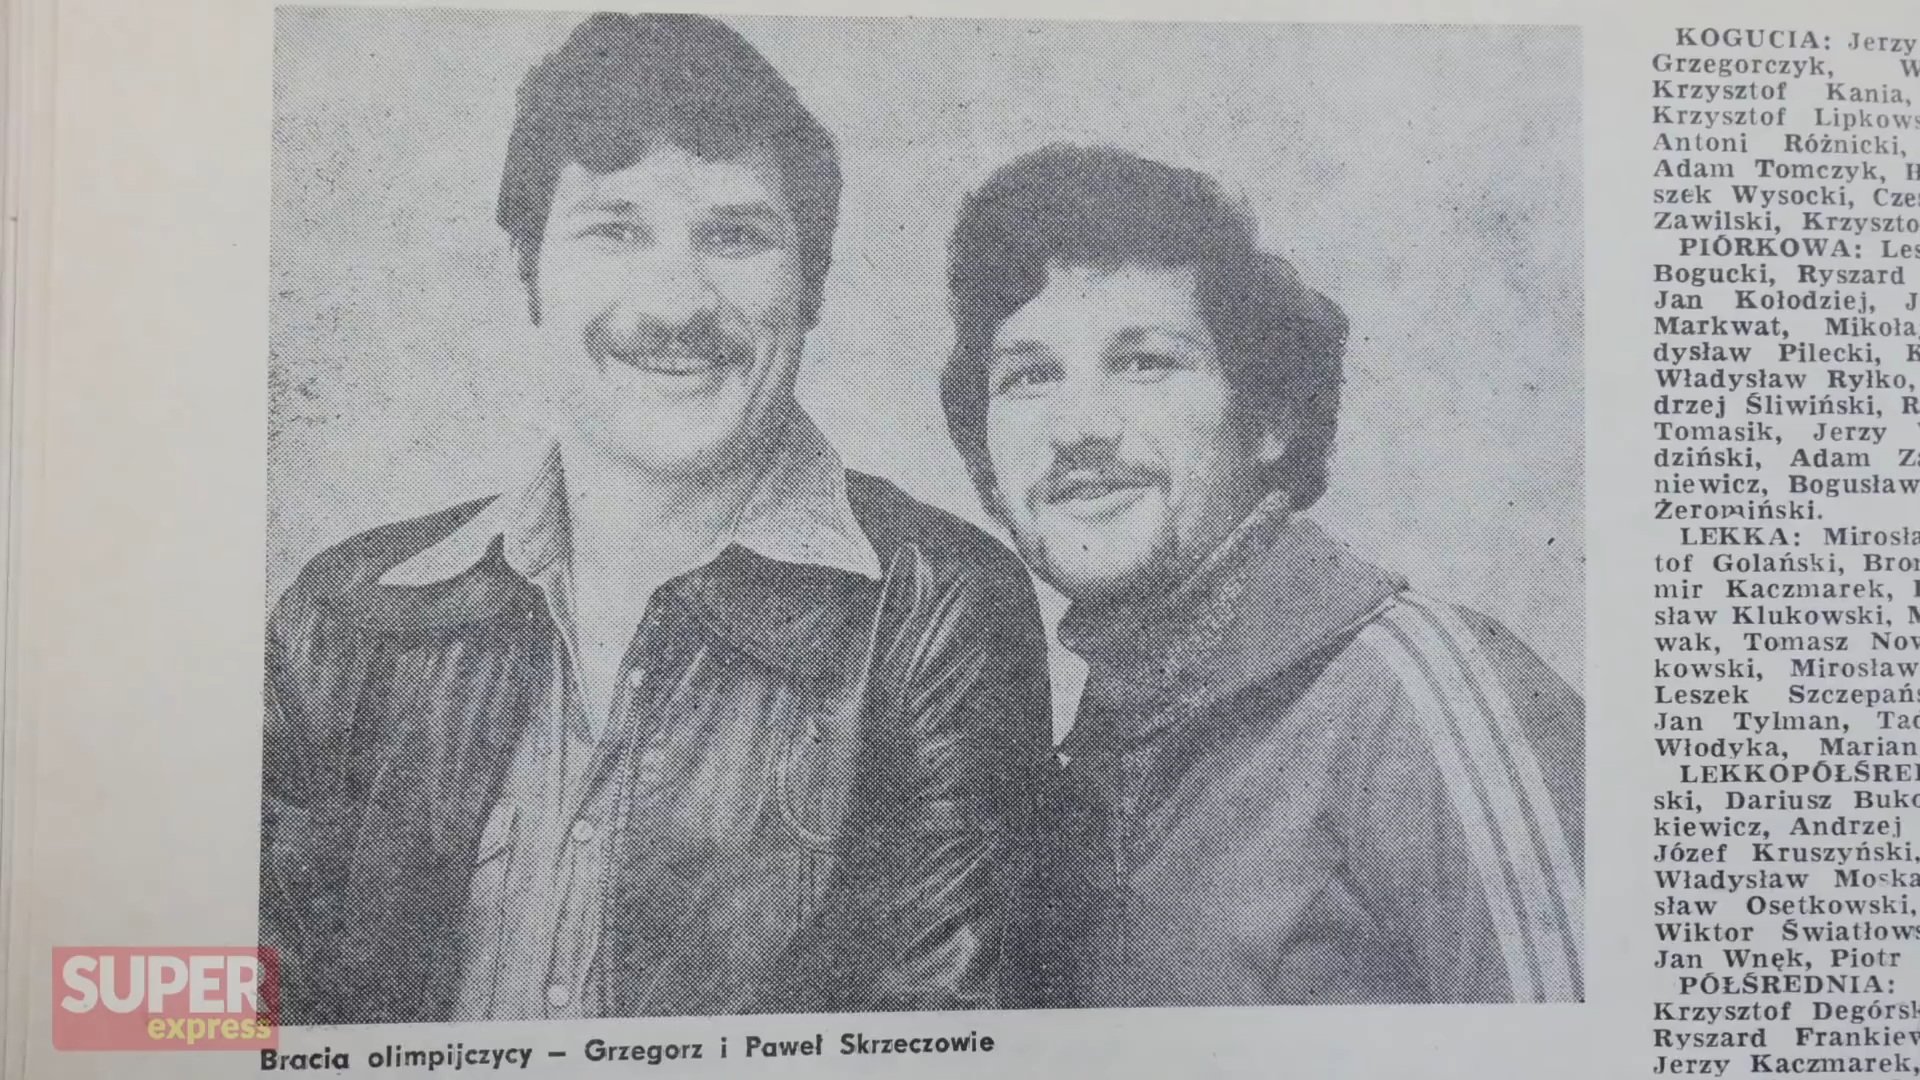 KOGUCIA: Jerzy
Grzegorczyk,
Krzysztof Kania,
Krzysztof
Antoni Różnicki,
Adam Tomczyk,
szek Wysocki,
Zawilski,
PIÓRKOWA:
Bogucki, Ryszard
Jan Kołodziej, J
Markwat,
dysław Pilecki, K
Władysław Ryłko,
drzej Śliwiński, R
Tomasik, Jerzy
dziński, Adam
niewicz, Bogusław
Żeromiński.
LEKKA:
tof Golański,
mir Kaczmarek,
sław Klukowski, M
wak, Tomasz
kowski, Mirosław
Leszek
Jan Tylman,
Włodyka, Marian
ski, Dariusz
kiewicz, Andrzej
Józef Kruszyński,
Władysław
sław Osetkowski,
Wiktor
Jan Wnęk, Piotr
PÓŁŚREDNIA:
Krzysztof
Ryszard
Jerzy Kaczmarek,
SUPER
express
Bracia olimpijczycy – Grzegorz i Paweł Skrzeczowie